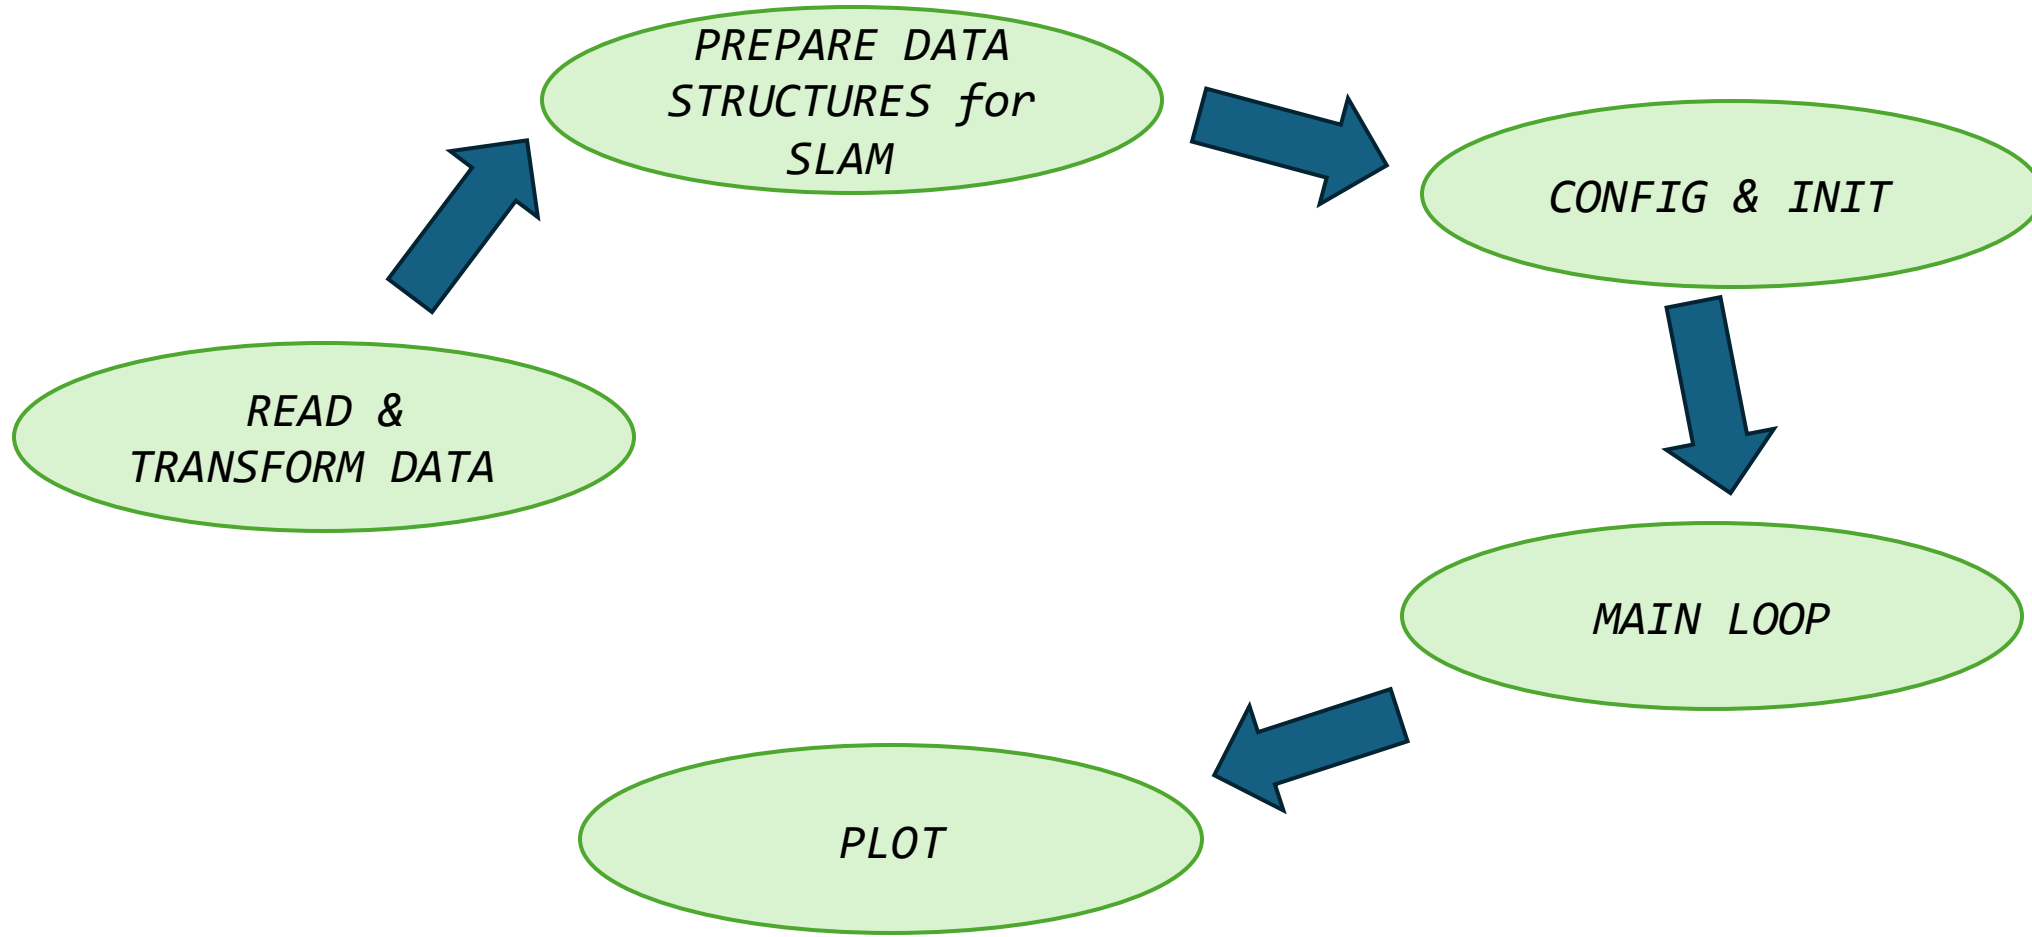 PREPARE DATA
STRUCTURES for
SLAM
CONFIG & INIT
READ &
TRANSFORM DATA
MAIN LOOP
PLOT